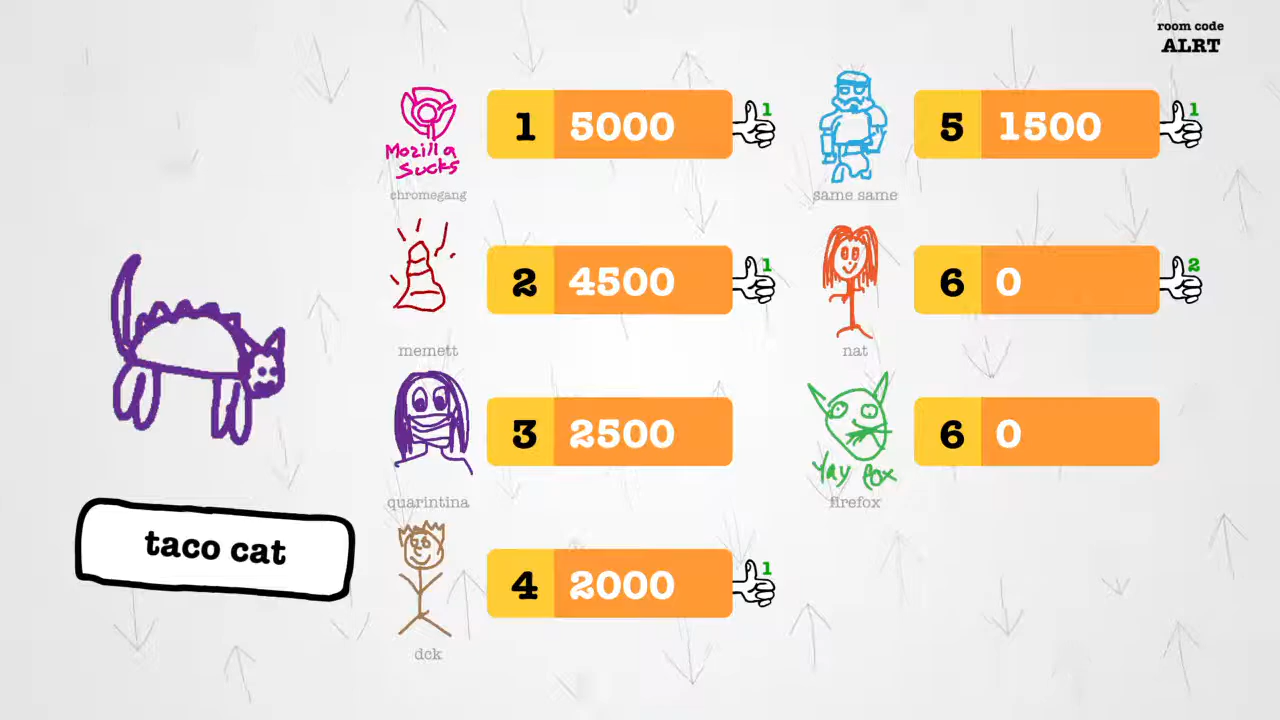 room code
ALRT
Mozilla
Sucks
chromegang
1 5000 1
memett
2 4500 1
quarintina
3 2500
dck
4 2000 1
same same
5 1500 1
nat
6 0 2
Yay fox
firefox
6 0
taco cat